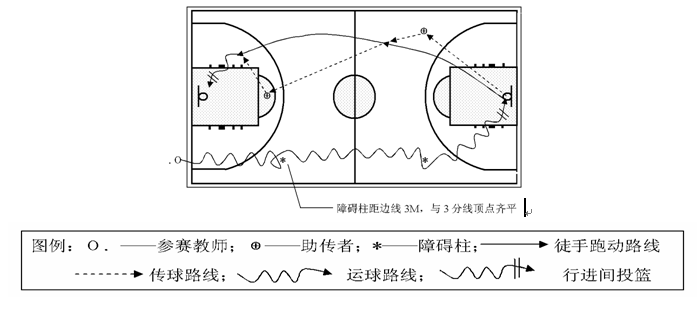 . O
障碍柱距边线 3M，与 3 分线顶点齐平
图例：O . ——参赛教师；⊕——助传者；*——障碍柱；——徒手跑动路线
传球路线； 运球路线； 行进间投篮